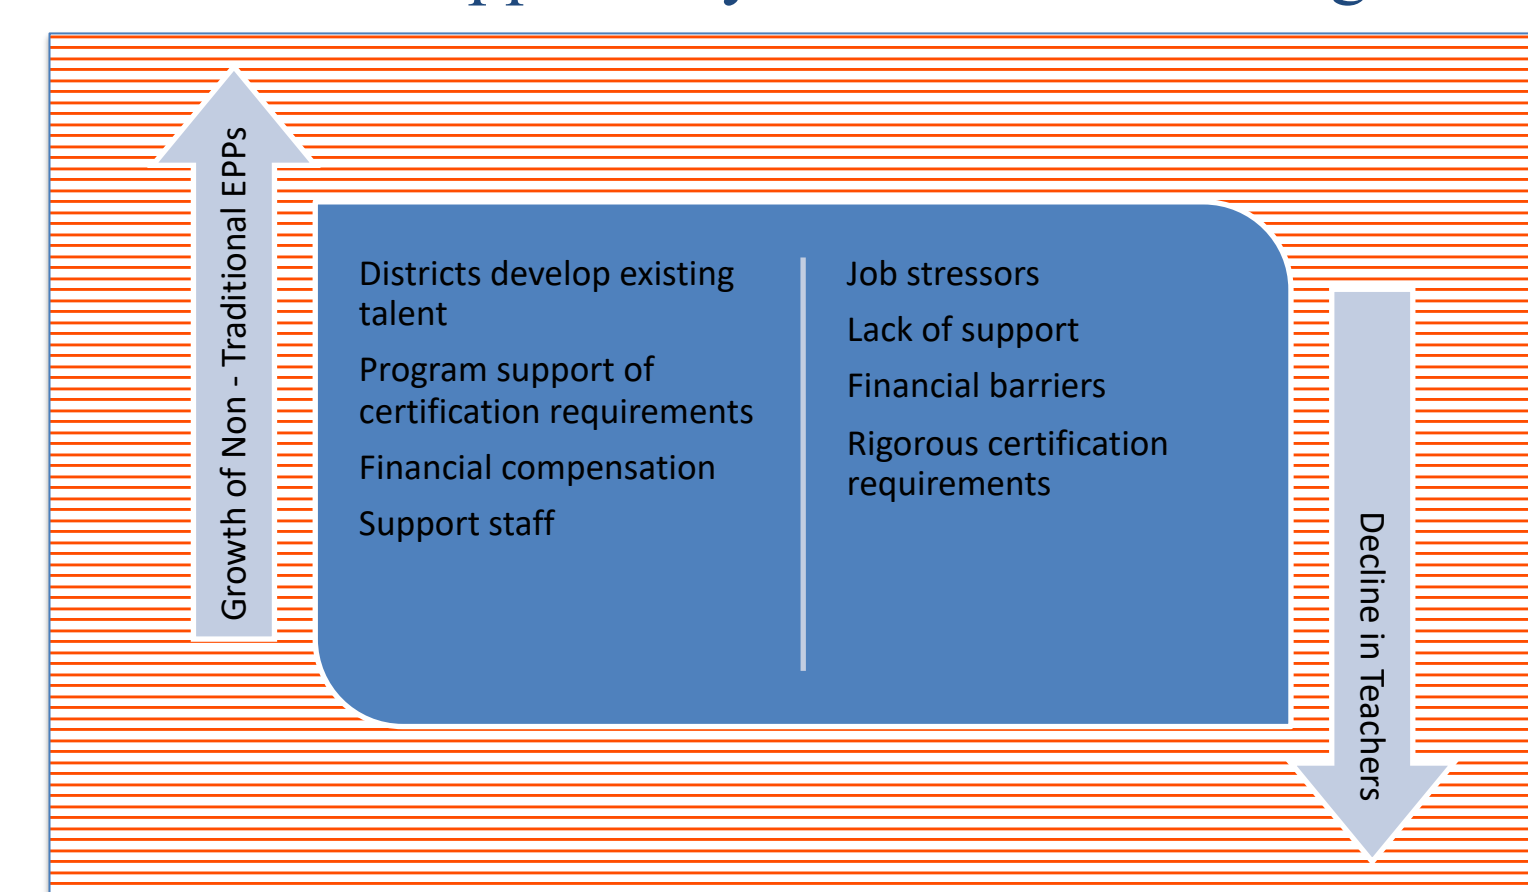 Growth of Non - Traditional EPPs
Districts develop existing
talent
Program support of
certification requirements
Financial compensation
Support staff
Job stressors
Lack of support
Financial barriers
Rigorous certification
requirements
Decline in Teachers